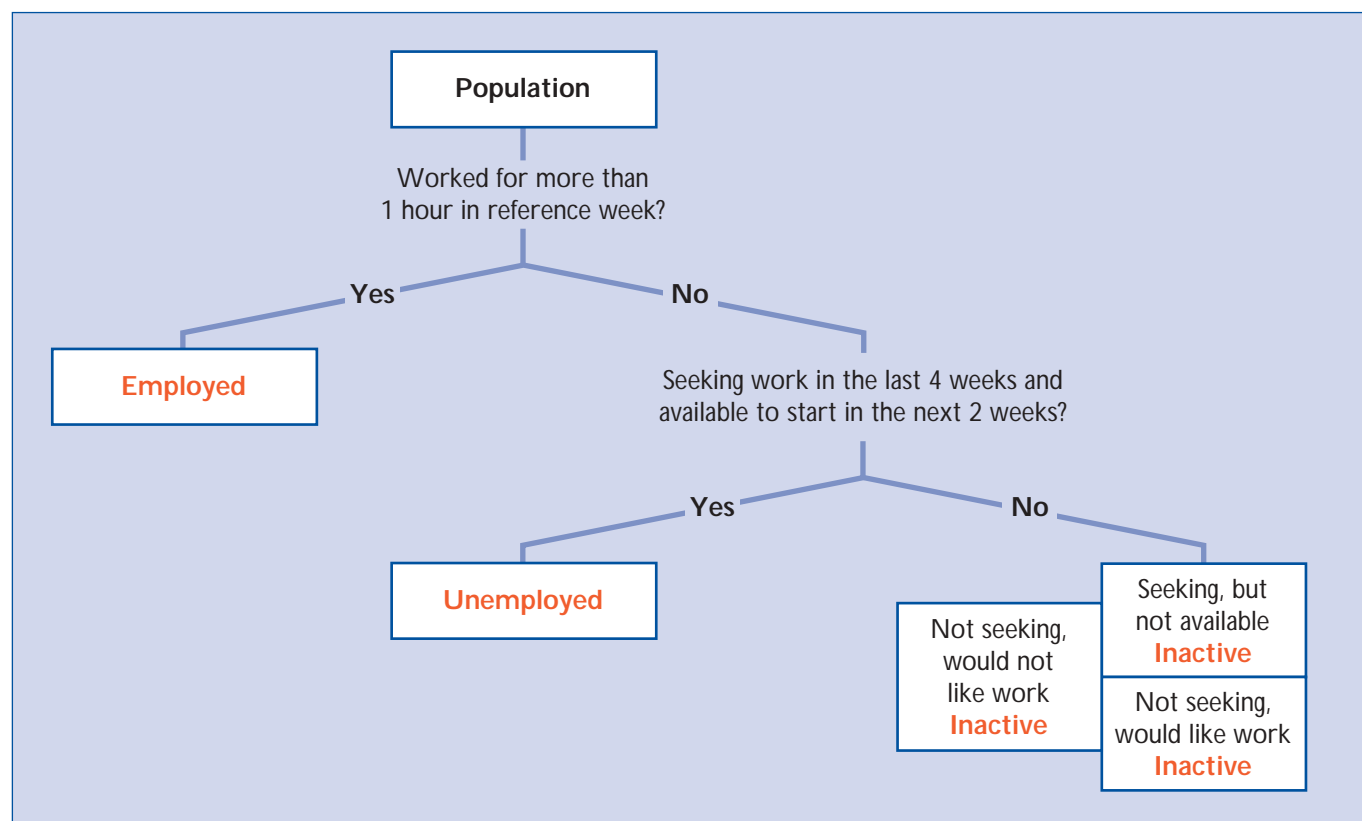 Population
Worked for more than
1 hour in reference week?
Yes
No
Employed
Seeking work in the last 4 weeks and
available to start in the next 2 weeks?
Yes
No
Unemployed
Not seeking,
would not
like work
Inactive
Seeking, but
not available
Inactive
Not seeking,
would like work
Inactive